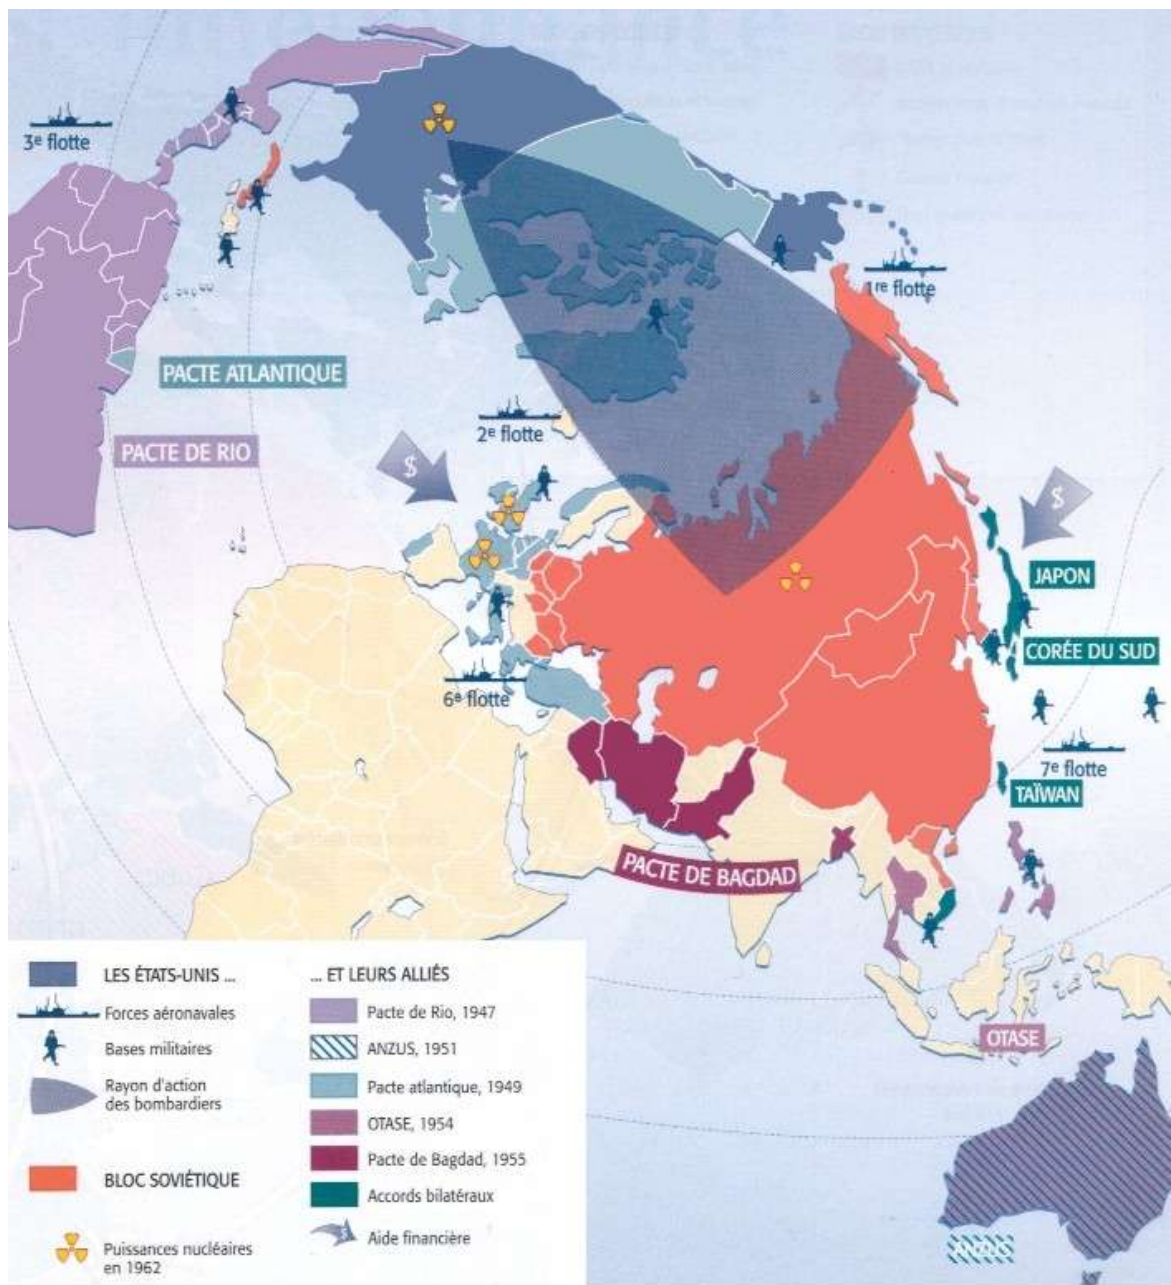 3e flotte
1re flotte
PACTE ATLANTIQUE
2e flotte
PACTE DE RIO
$
$
JAPON
CORÉE DU SUD
6e flotte
7e flotte
TAÏWAN
PACTE DE BAGDAD
OTASE
ANZUS
LES ÉTATS-UNIS ...
Forces aéronavales
Bases militaires
Rayon d'action
des bombardiers
BLOC SOVIÉTIQUE
Puissances nucléaires
en 1962
... ET LEURS ALLIÉS
Pacte de Rio, 1947
ANZUS, 1951
Pacte atlantique, 1949
OTASE, 1954
Pacte de Bagdad, 1955
Accords bilatéraux
$
Aide financière